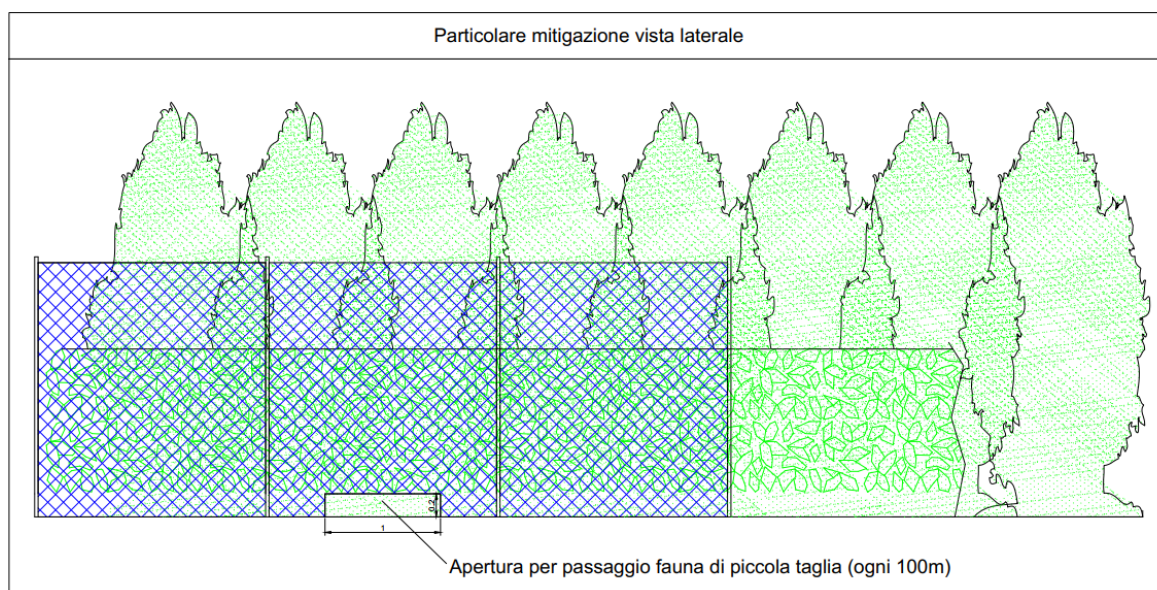 Particolare mitigazione vista laterale
0.2
1
Apertura per passaggio fauna di piccola taglia (ogni 100m)